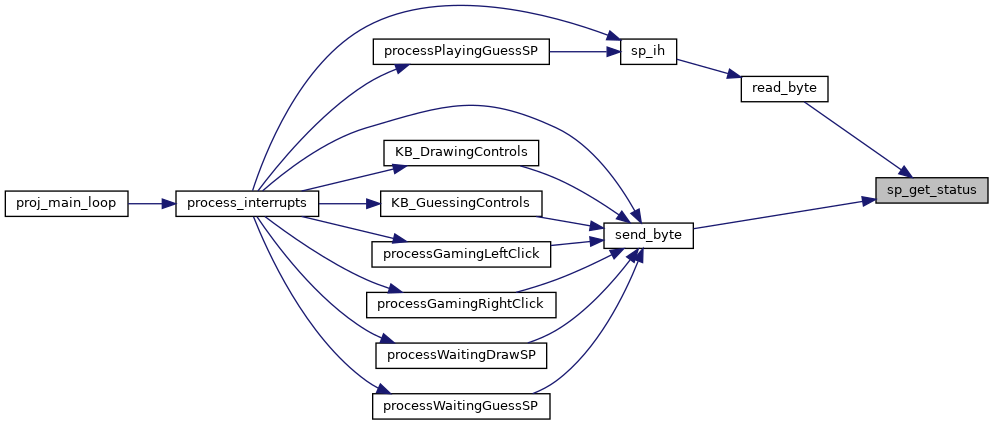 processPlayingGuessSP
sp_ih
read_byte
KB_DrawingControls
sp_get_status
proj_main_loop
process_interrupts
KB_GuessingControls
send_byte
processGamingLeftClick
processGamingRightClick
processWaitingDrawSP
processWaitingGuessSP